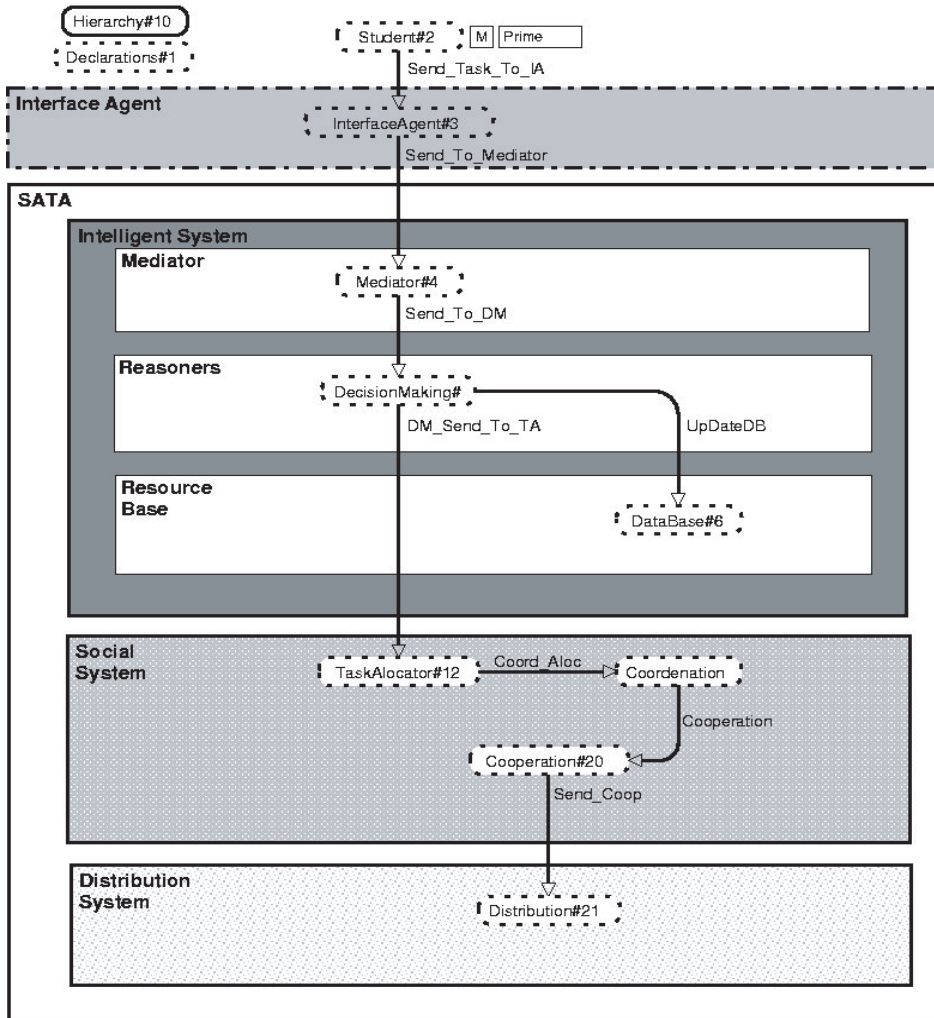 Hierarchy#10
Declarations#1
Student#2
M
Prime
Send_Task_To_IA
Interface Agent
InterfaceAgent#3
Send_To_Mediator
SATA
Intelligent System
Mediator
Mediator#4
Send_To_DM
Reasoners
DecisionMaking#
DM_Send_To_TA
UpDateDB
Resource
Base
DataBase#6
Social
System
TaskAlocator#12
Coord_Aloc
Coordenation
Cooperation
Cooperation#20
Send_Coop
Distribution
System
Distribution#21